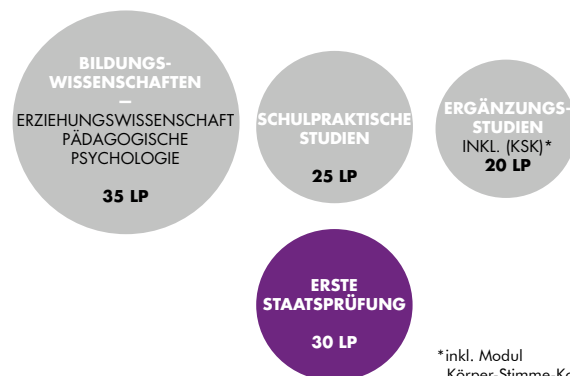 BILDUNGS-
WISSENSCHAFTEN
–
ERZIEHUNGSWISSENSCHAFT
PÄDAGOGISCHE
PSYCHOLOGIE
35 LP
SCHULPRAKTISCHE
STUDIEN
25 LP
ERGÄNZUNGS-
STUDIEN
INKL. (KSK)*
20 LP
ERSTE
STAATSPRÜFUNG
30 LP
*inkl. Modul